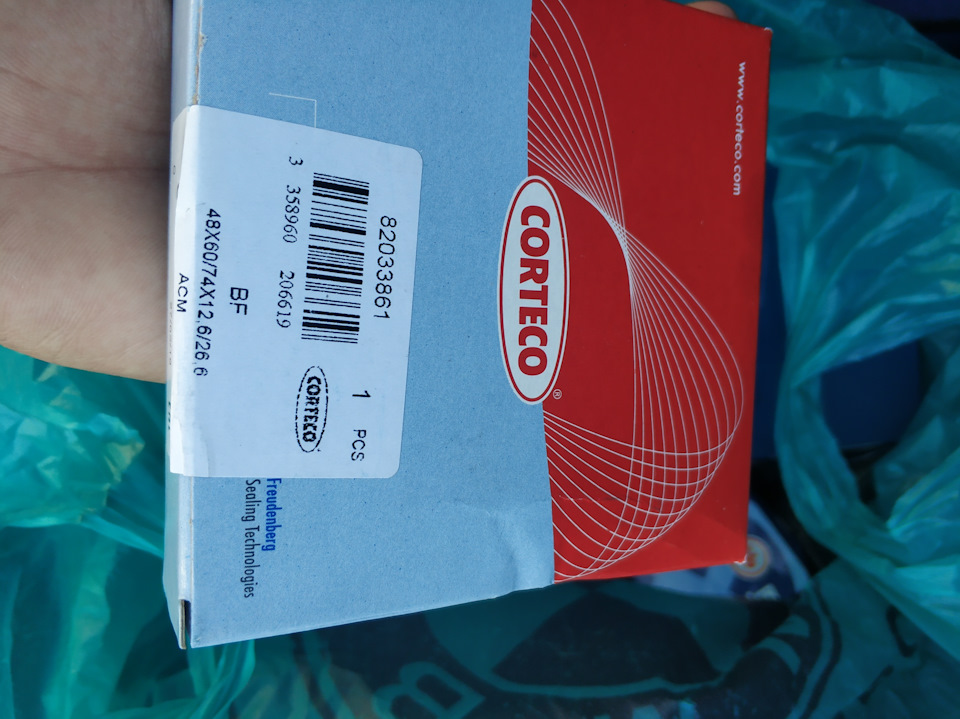 www.corteco.com
CORTECO®
82033861
3 358960 206619
1 PCS
CORTECO
BF
48X60/74X12.6/26.6
ACM
Freudenberg
Sealing Technologies